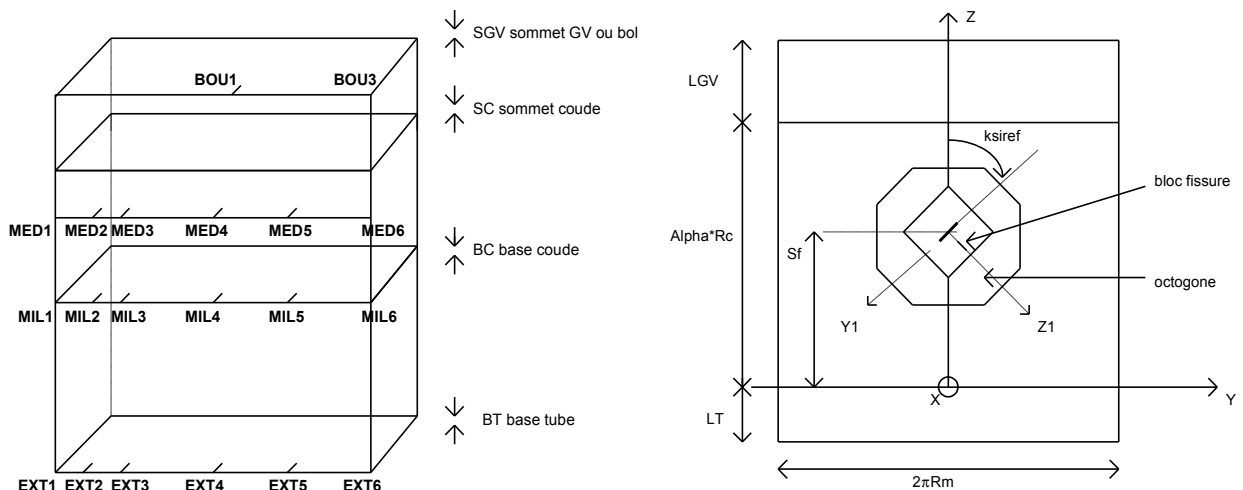 SGV sommet GV ou bol
BOU1 BOU3
SC sommet coude
MED1 MED2 MED3 MED4 MED5 MED6
BC base coude
MIL1 MIL2 MIL3 MIL4 MIL5 MIL6
BT base tube
EXT1 EXT2 EXT3 EXT4 EXT5 EXT6
Z
LGV
ksiref
bloc fissure
Alpha*Rc
Sf
octogone
Y1
Z1
X
Y
LT
2πRm